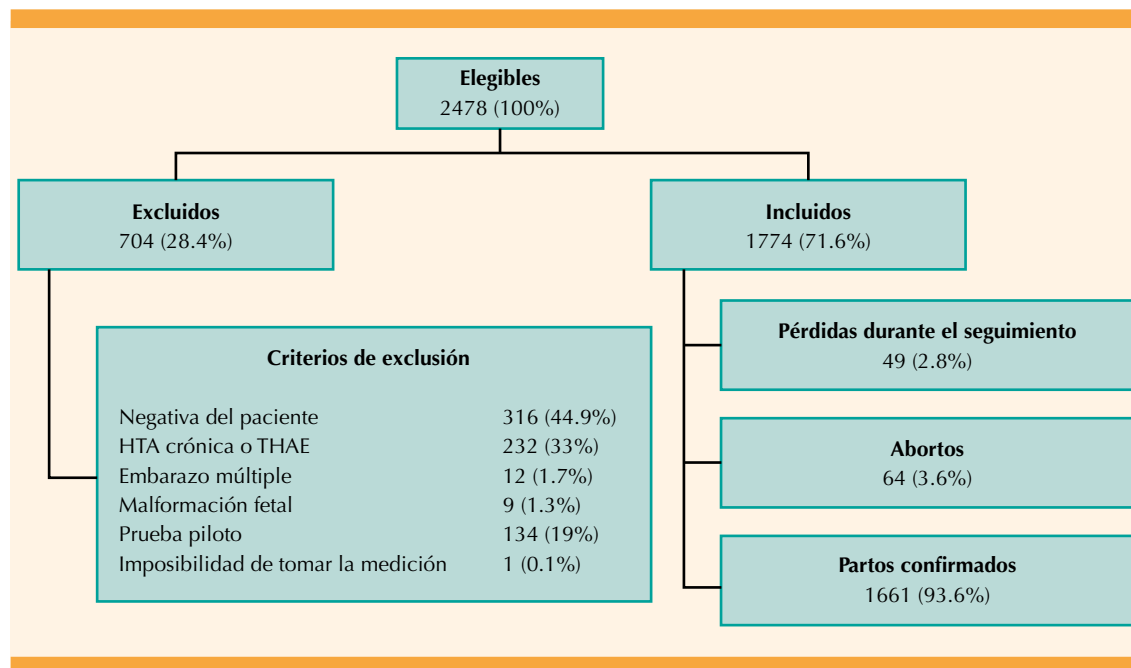 Elegibles
2478 (100%)
Excluidos
704 (28.4%)
Incluidos
1774 (71.6%)
Criterios de exclusión
Negativa del paciente 316 (44.9%)
HTA crónica o THAE 232 (33%)
Embarazo múltiple 12 (1.7%)
Malformación fetal 9 (1.3%)
Prueba piloto 134 (19%)
Imposibilidad de tomar la medición 1 (0.1%)
Pérdidas durante el seguimiento
49 (2.8%)
Abortos
64 (3.6%)
Partos confirmados
1661 (93.6%)